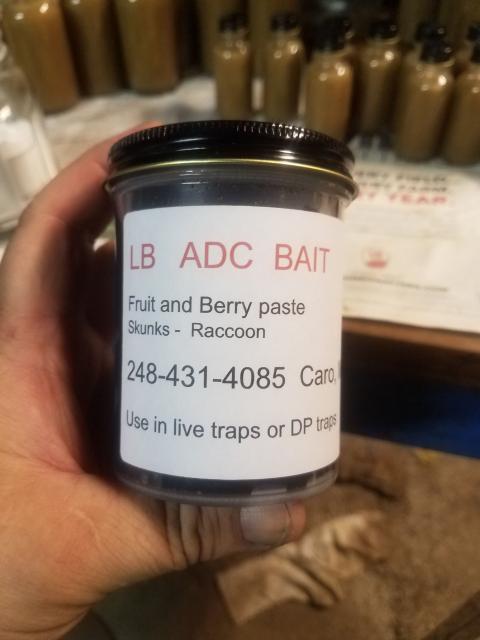 LB ADC BAIT
Fruit and Berry paste
Skunks - Raccoon
248-431-4085 Caro,
Use in live traps or DP traps
YEAR